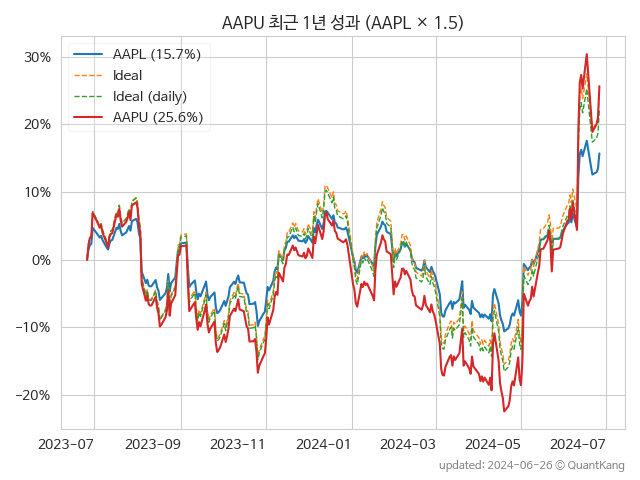 AAPU 최근 1년 성과 (AAPL × 1.5)
AAPL (15.7%)
Ideal
Ideal (daily)
AAPU (25.6%)
30%
20%
10%
0%
−10%
−20%
2023-07 2023-09 2023-11 2024-01 2024-03 2024-05 2024-07
updated: 2024-06-26 ⓒ QuantKang